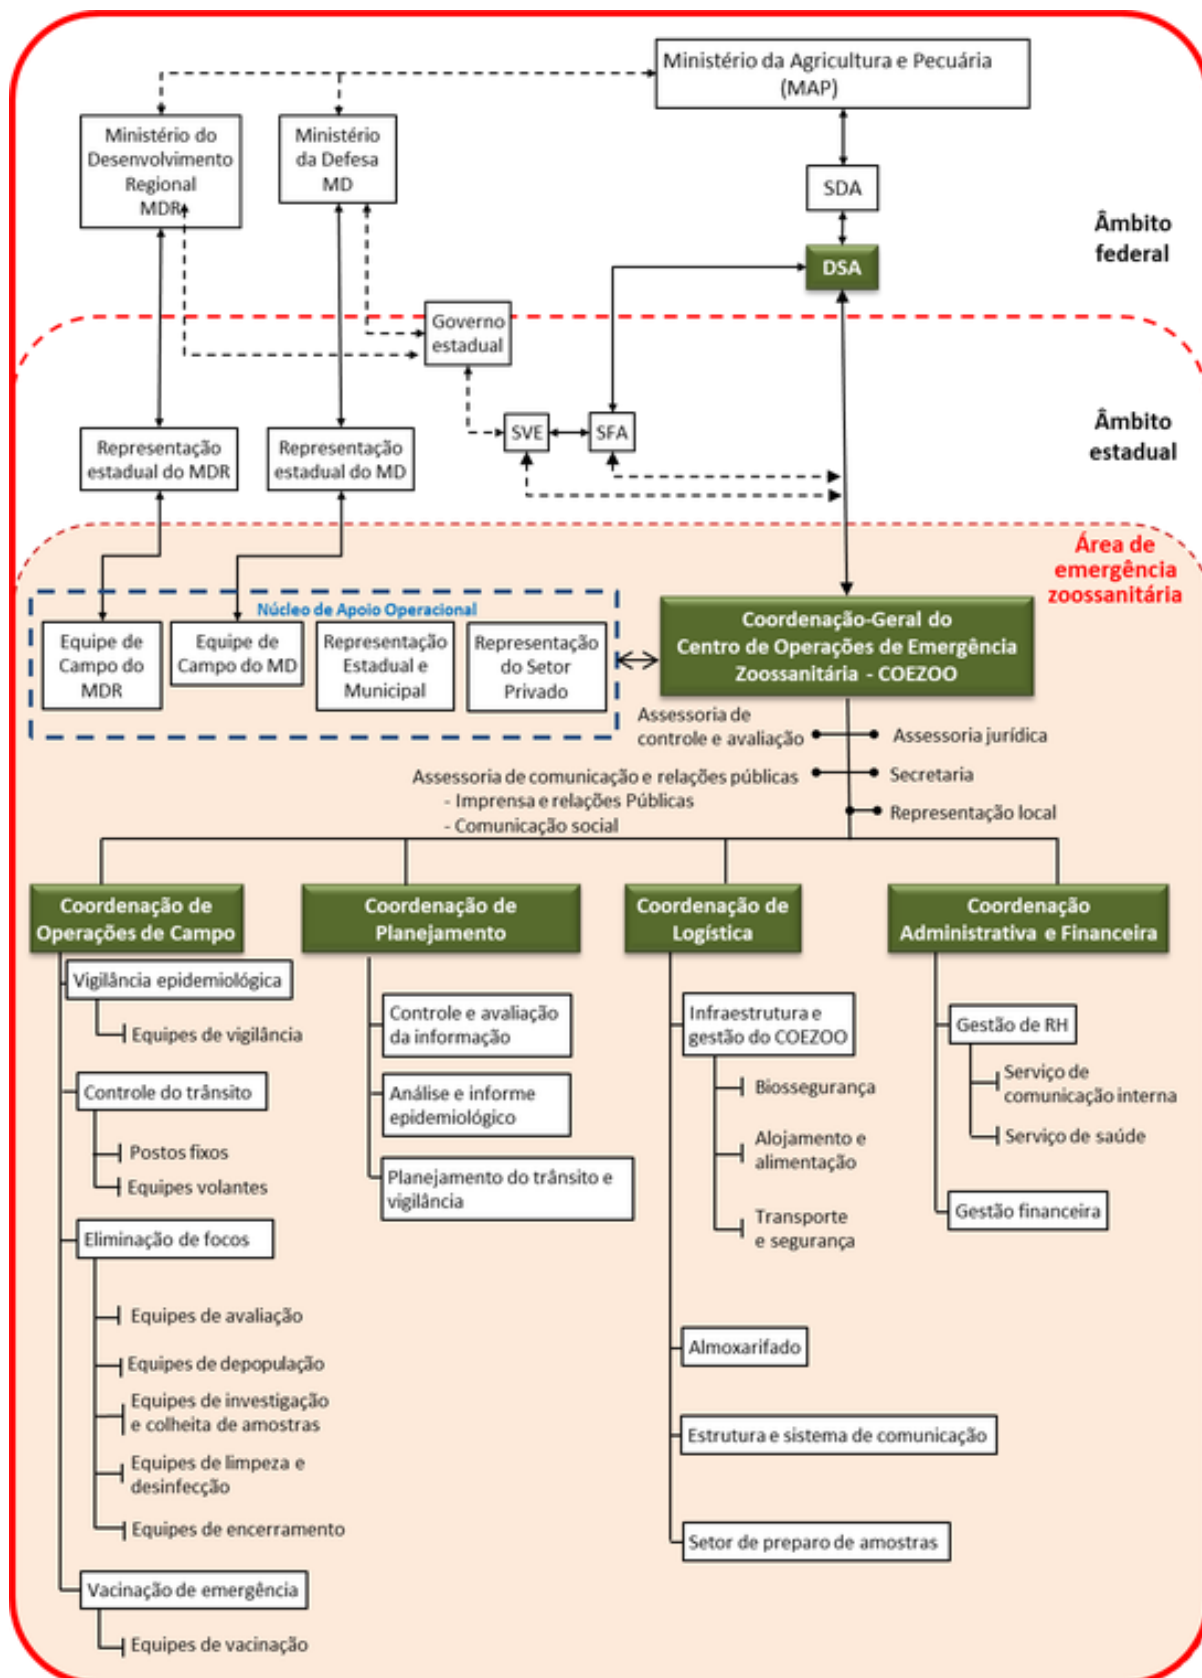 Ministério da Agricultura e Pecuária
(MAP)
Ministério do
Desenvolvimento
Regional
MDR
Ministério
da Defesa
MD
SDA
Âmbito
federal
DSA
Governo
estadual
Âmbito
estadual
SVE
SFA
Representação
estadual do MDR
Representação
estadual do MD
Área de
emergência
zoossanitária
Núcleo de Apoio Operacional
Equipe de
Campo do
MDR
Equipe de
Campo do MD
Representação
Estadual e
Municipal
Representação
do Setor
Privado
Coordenação-Geral do
Centro de Operações de Emergência
Zoossanitária - COEZOO
Assessoria de
controle e avaliação
Assessoria jurídica
Assessoria de comunicação e relações públicas
- Imprensa e relações Públicas
- Comunicação social
Secretaria
Representação local
Coordenação de
Operações de Campo
Vigilância epidemiológica
Equipes de vigilância
Controle do trânsito
Postos fixos
Equipes volantes
Eliminação de focos
Equipes de avaliação
Equipes de depopulação
Equipes de investigação
e colheita de amostras
Equipes de limpeza e
desinfecção
Equipes de encerramento
Vacinação de emergência
Equipes de vacinação
Coordenação de
Planejamento
Controle e avaliação
da informação
Análise e informe
epidemiológico
Planejamento do trânsito e
vigilância
Coordenação de
Logística
Infraestrutura e
gestão do COEZOO
Biossegurança
Alojamento e
alimentação
Transporte
e segurança
Almoxarifado
Estrutura e sistema de comunicação
Setor de preparo de amostras
Coordenação
Administrativa e Financeira
Gestão de RH
Serviço de
comunicação interna
Serviço de saúde
Gestão financeira